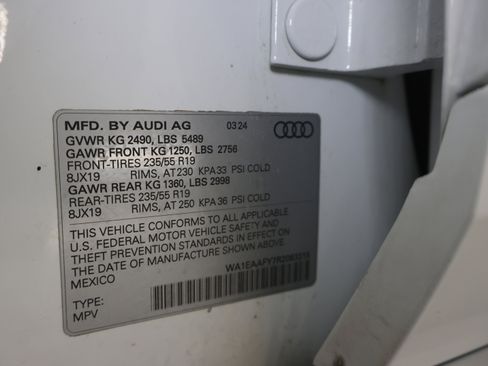 MFD. BY AUDI AG 03 24
GVWR KG 2490, LBS 5489
GAWR FRONT KG 1250, LBS 2756
FRONT-TIRES 235/55 R19
8JX19 RIMS, AT 230 KPA 33 PSI COLD
GAWR REAR KG 1360, LBS 2998
REAR-TIRES 235/55 R19
8JX19 RIMS, AT 250 KPA 36 PSI COLD
THIS VEHICLE CONFORMS TO ALL APPLICABLE
U.S. FEDERAL MOTOR VEHICLE SAFETY AND
THEFT PREVENTION STANDARDS IN EFFECT ON
THE DATE OF MANUFACTURE SHOWN ABOVE.
MEXICO
TYPE:
MPV